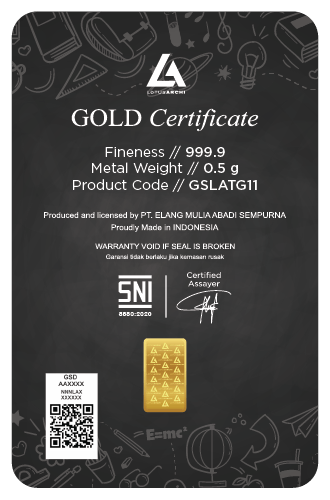 LOTUSARCHI
GOLD Certificate
Fineness // 999.9
Metal Weight // 0.5 g
Product Code // GSLATG11
Produced and licensed by PT. ELANG MULIA ABADI SEMPURNA
Proudly Made in INDONESIA
WARRANTY VOID IF SEAL IS BROKEN
Garansi tidak berlaku jika kemasan rusak
SNI
8880:2020
Certified
Assayer
GSD
AAXXXX
NNNLAX
XXXXXX
E=mc²